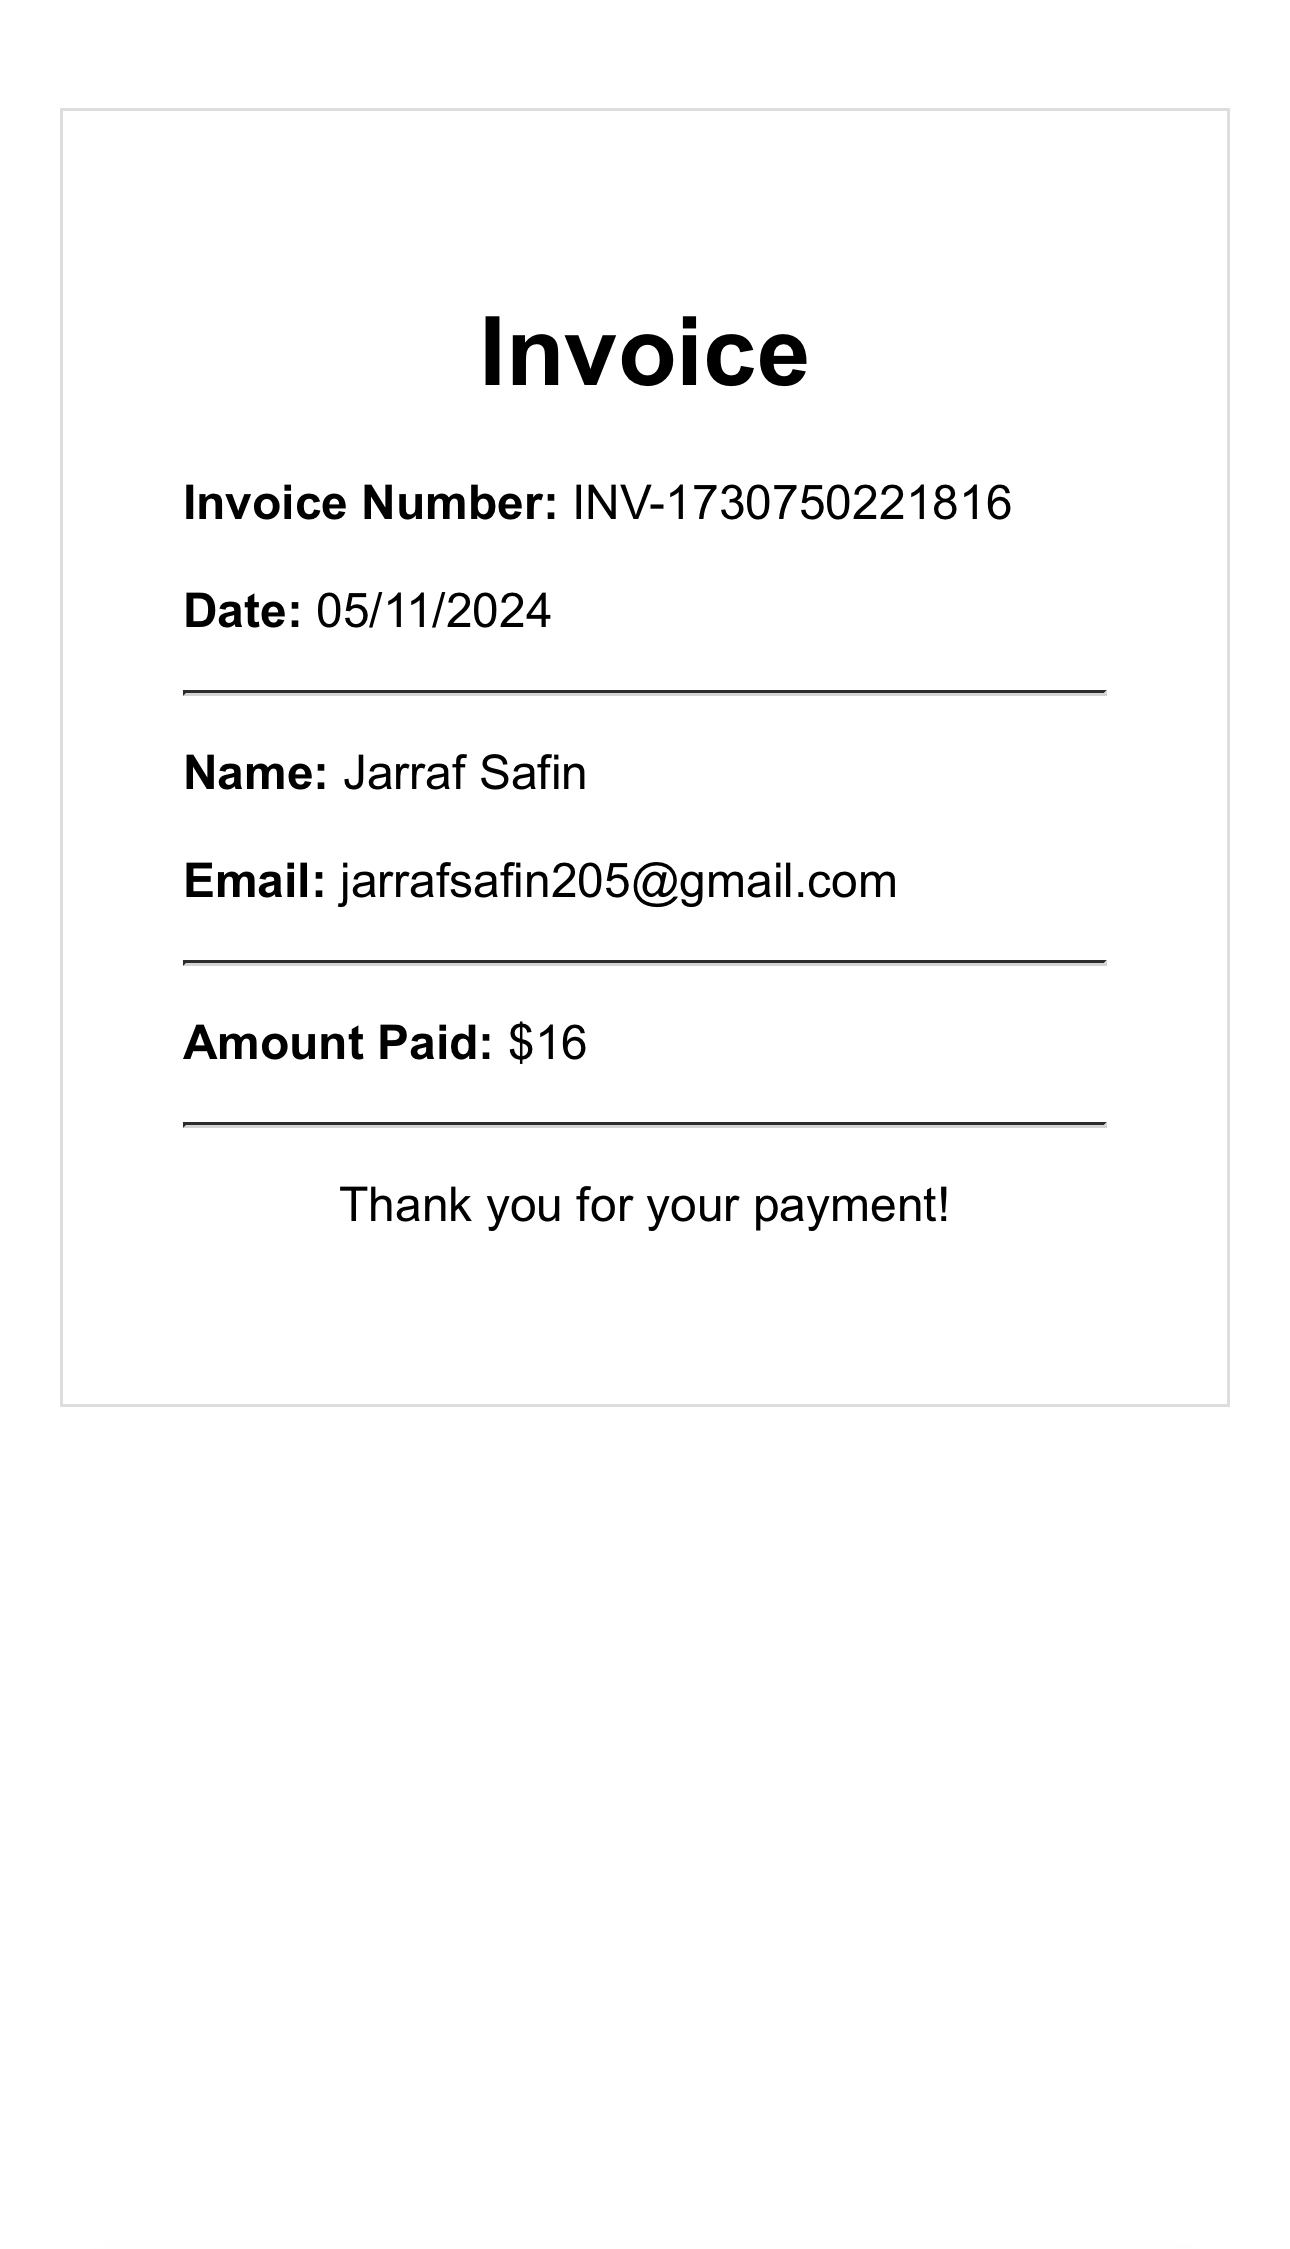 Invoice
Invoice Number: INV-1730750221816
Date: 05/11/2024
Name: Jarraf Safin
Email: jarrafsafin205@gmail.com
Amount Paid: $16
Thank you for your payment!